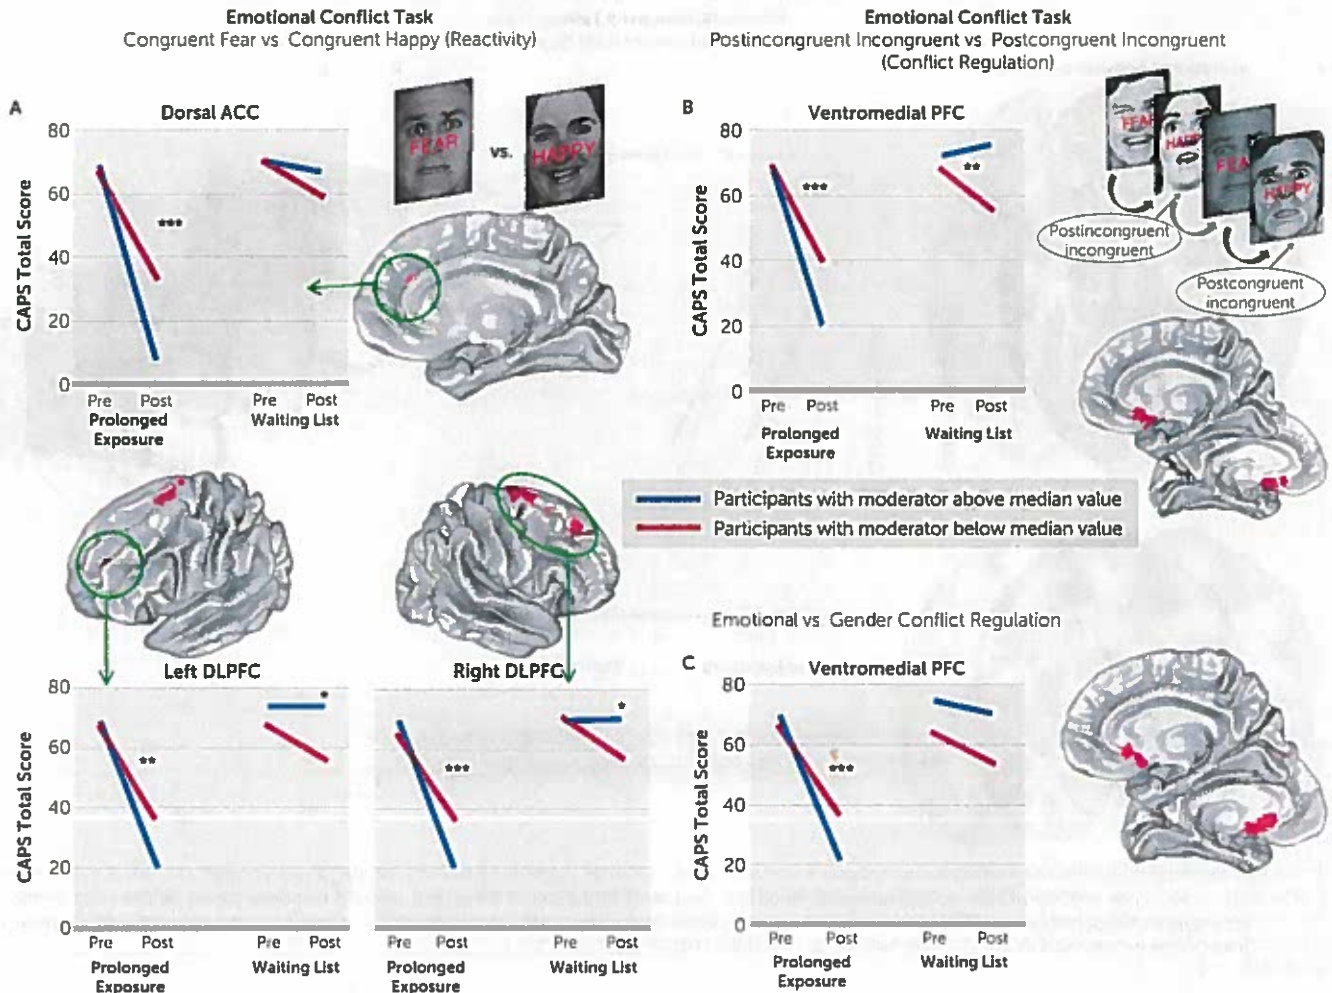 Emotional Conflict Task
Congruent Fear vs. Congruent Happy (Reactivity)
A
Dorsal ACC
CAPS Total Score
80
60
40
20
0
***
Pre
Post
Pre
Post
Prolonged
Exposure
Waiting List
FEAR
vs.
HAPPY
Emotional Conflict Task
Postincongruent Incongruent vs. Postcongruent Incongruent
(Conflict Regulation)
B
Ventromedial PFC
CAPS Total Score
80
60
40
20
0
***
**
Pre
Post
Pre
Post
Prolonged
Exposure
Waiting List
FEAR
HAPPY
FEAR
HAPPY
Postincongruent
incongruent
Postcongruent
incongruent
Participants with moderator above median value
Participants with moderator below median value
Left DLPFC
CAPS Total Score
80
60
40
20
0
**
*
Pre
Post
Pre
Post
Prolonged
Exposure
Waiting List
Right DLPFC
***
*
Pre
Post
Pre
Post
Prolonged
Exposure
Waiting List
Emotional vs. Gender Conflict Regulation
C
Ventromedial PFC
CAPS Total Score
80
60
40
20
0
***
Pre
Post
Pre
Post
Prolonged
Exposure
Waiting List